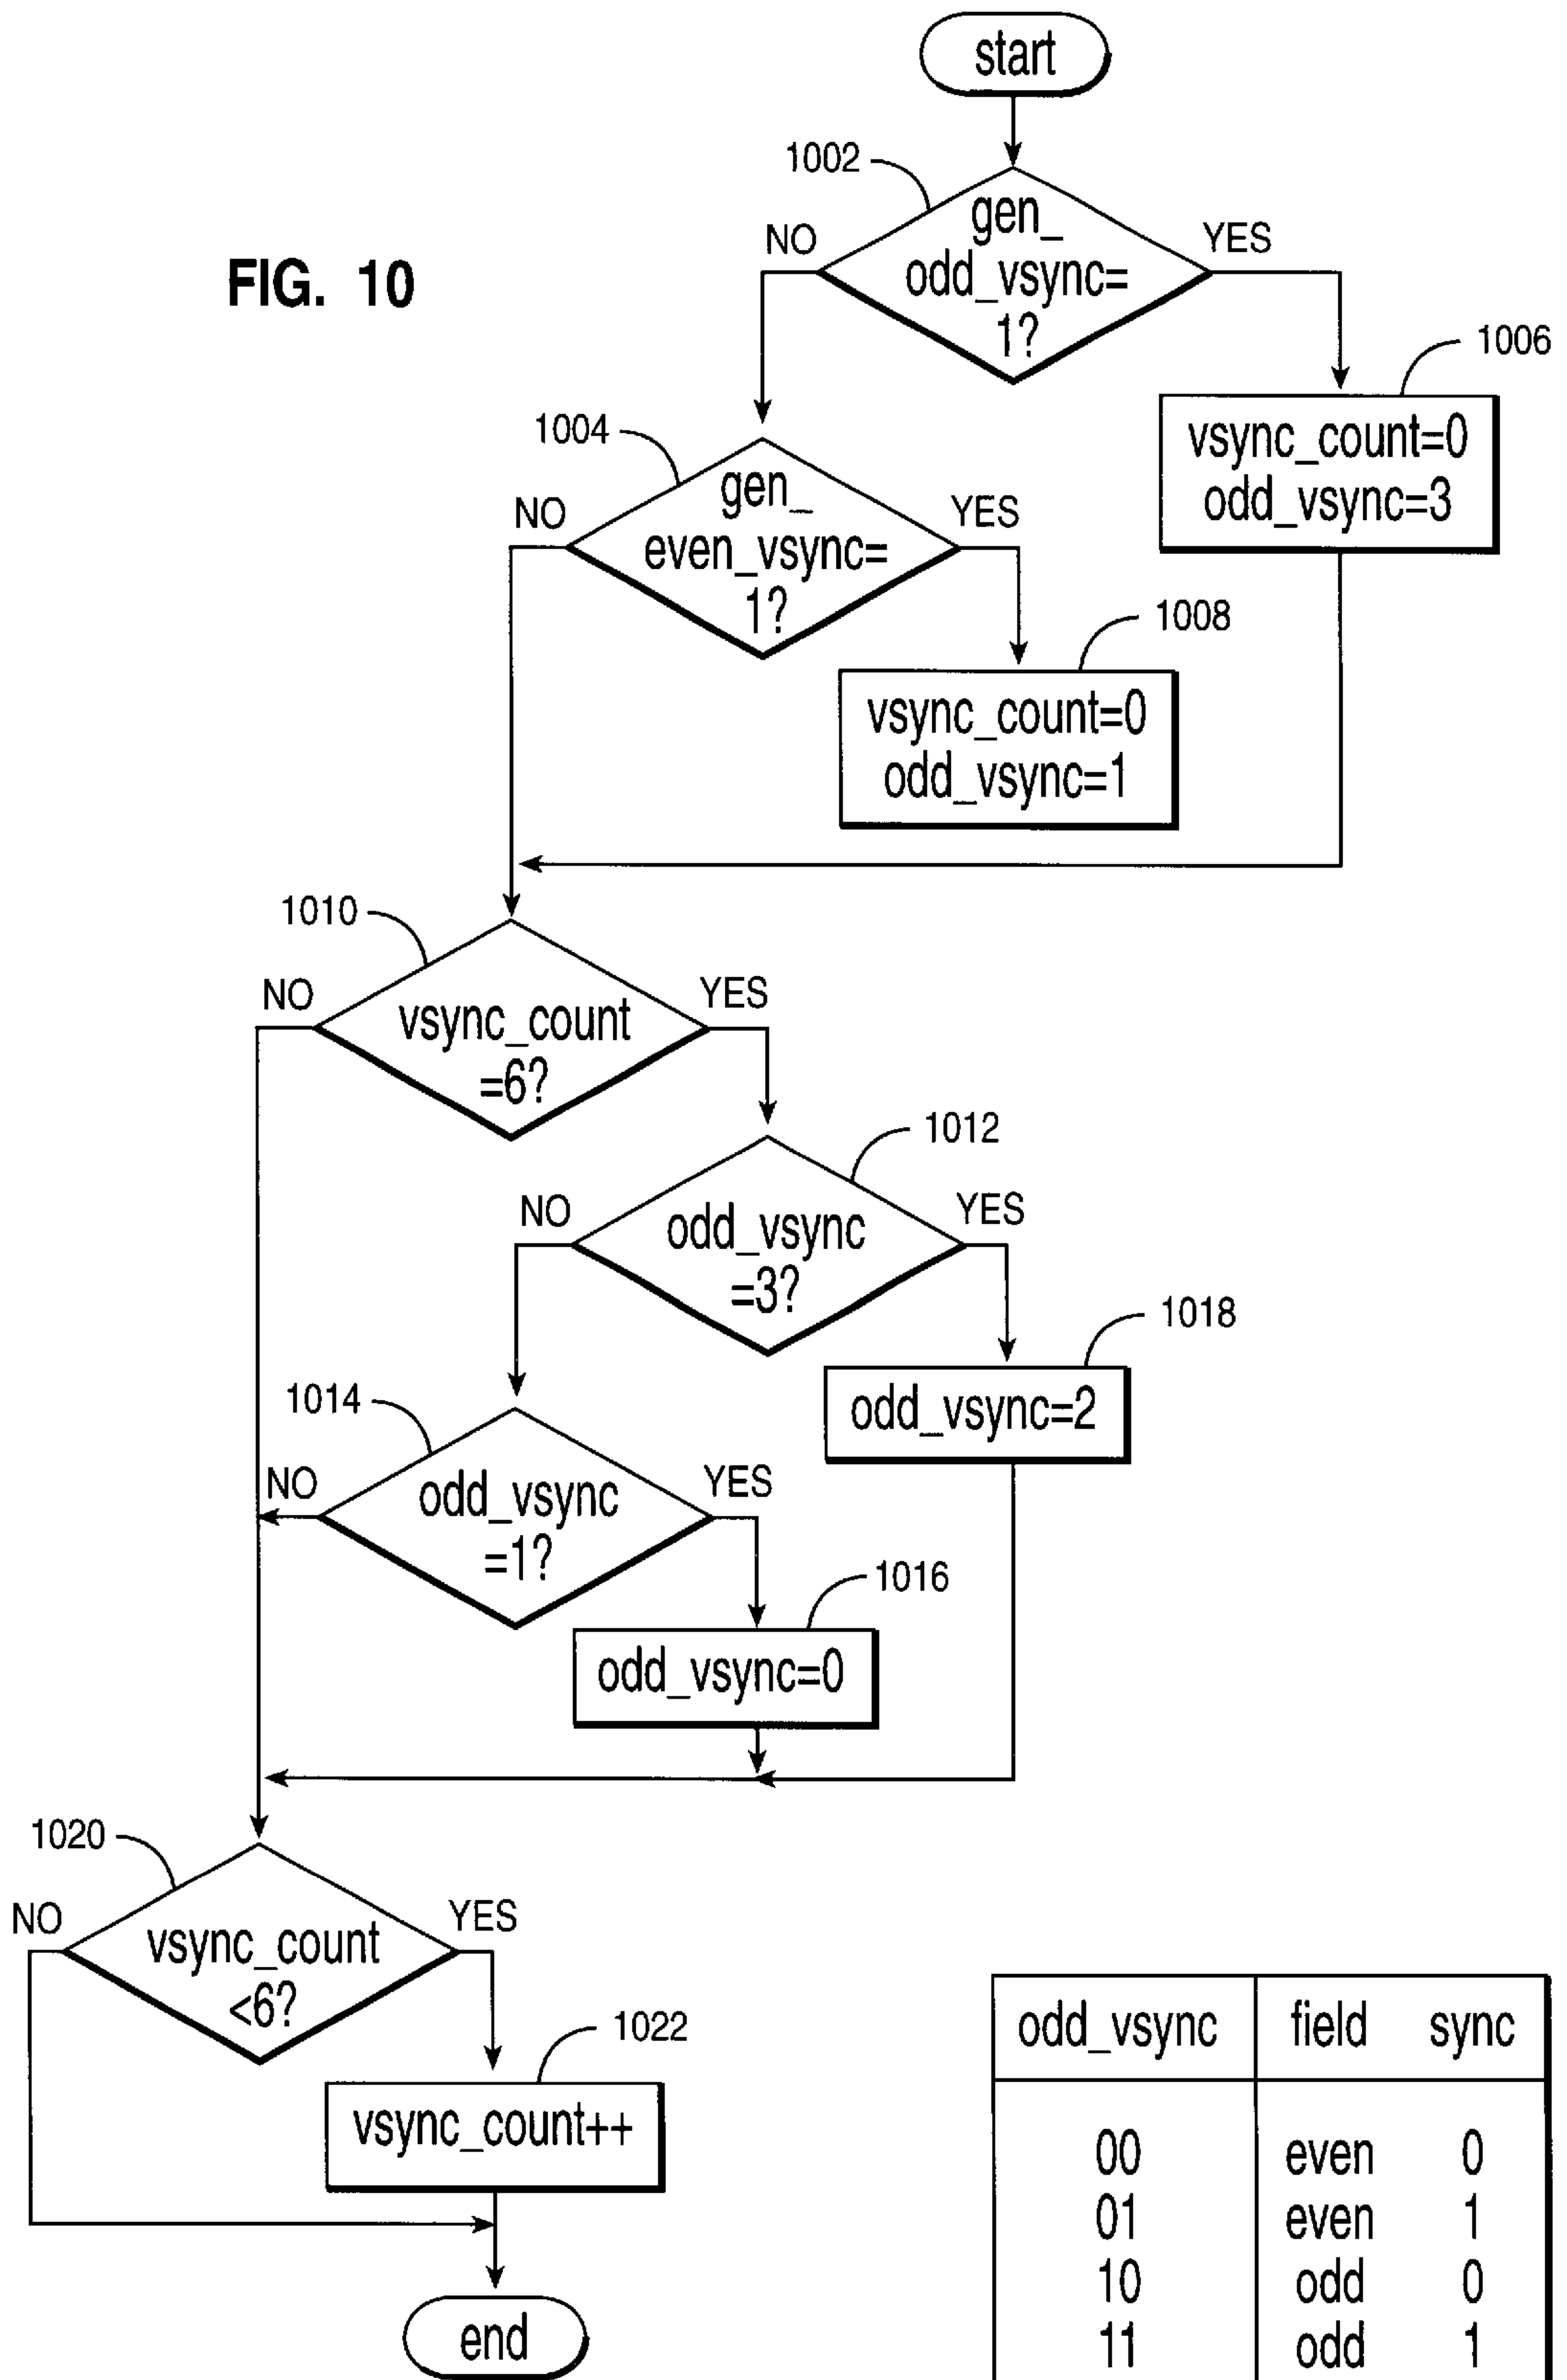 start
1002
gen_
odd_vsync=
1?
NO
YES
FIG. 10
1006
vsync_count=0
odd_vsync=3
1004
gen_
even_vsync=
1?
NO
YES
1008
vsync_count=0
odd_vsync=1
1010
NO
YES
vsync_count
=6?
1012
NO
YES
odd_vsync
=3?
1018
odd_vsync=2
1014
NO
YES
odd_vsync
=1?
1016
odd_vsync=0
1020
NO
YES
vsync_count
<6?
1022
vsync_count++
end
odd_vsync field sync
00 even 0
01 even 1
10 odd 0
11 odd 1